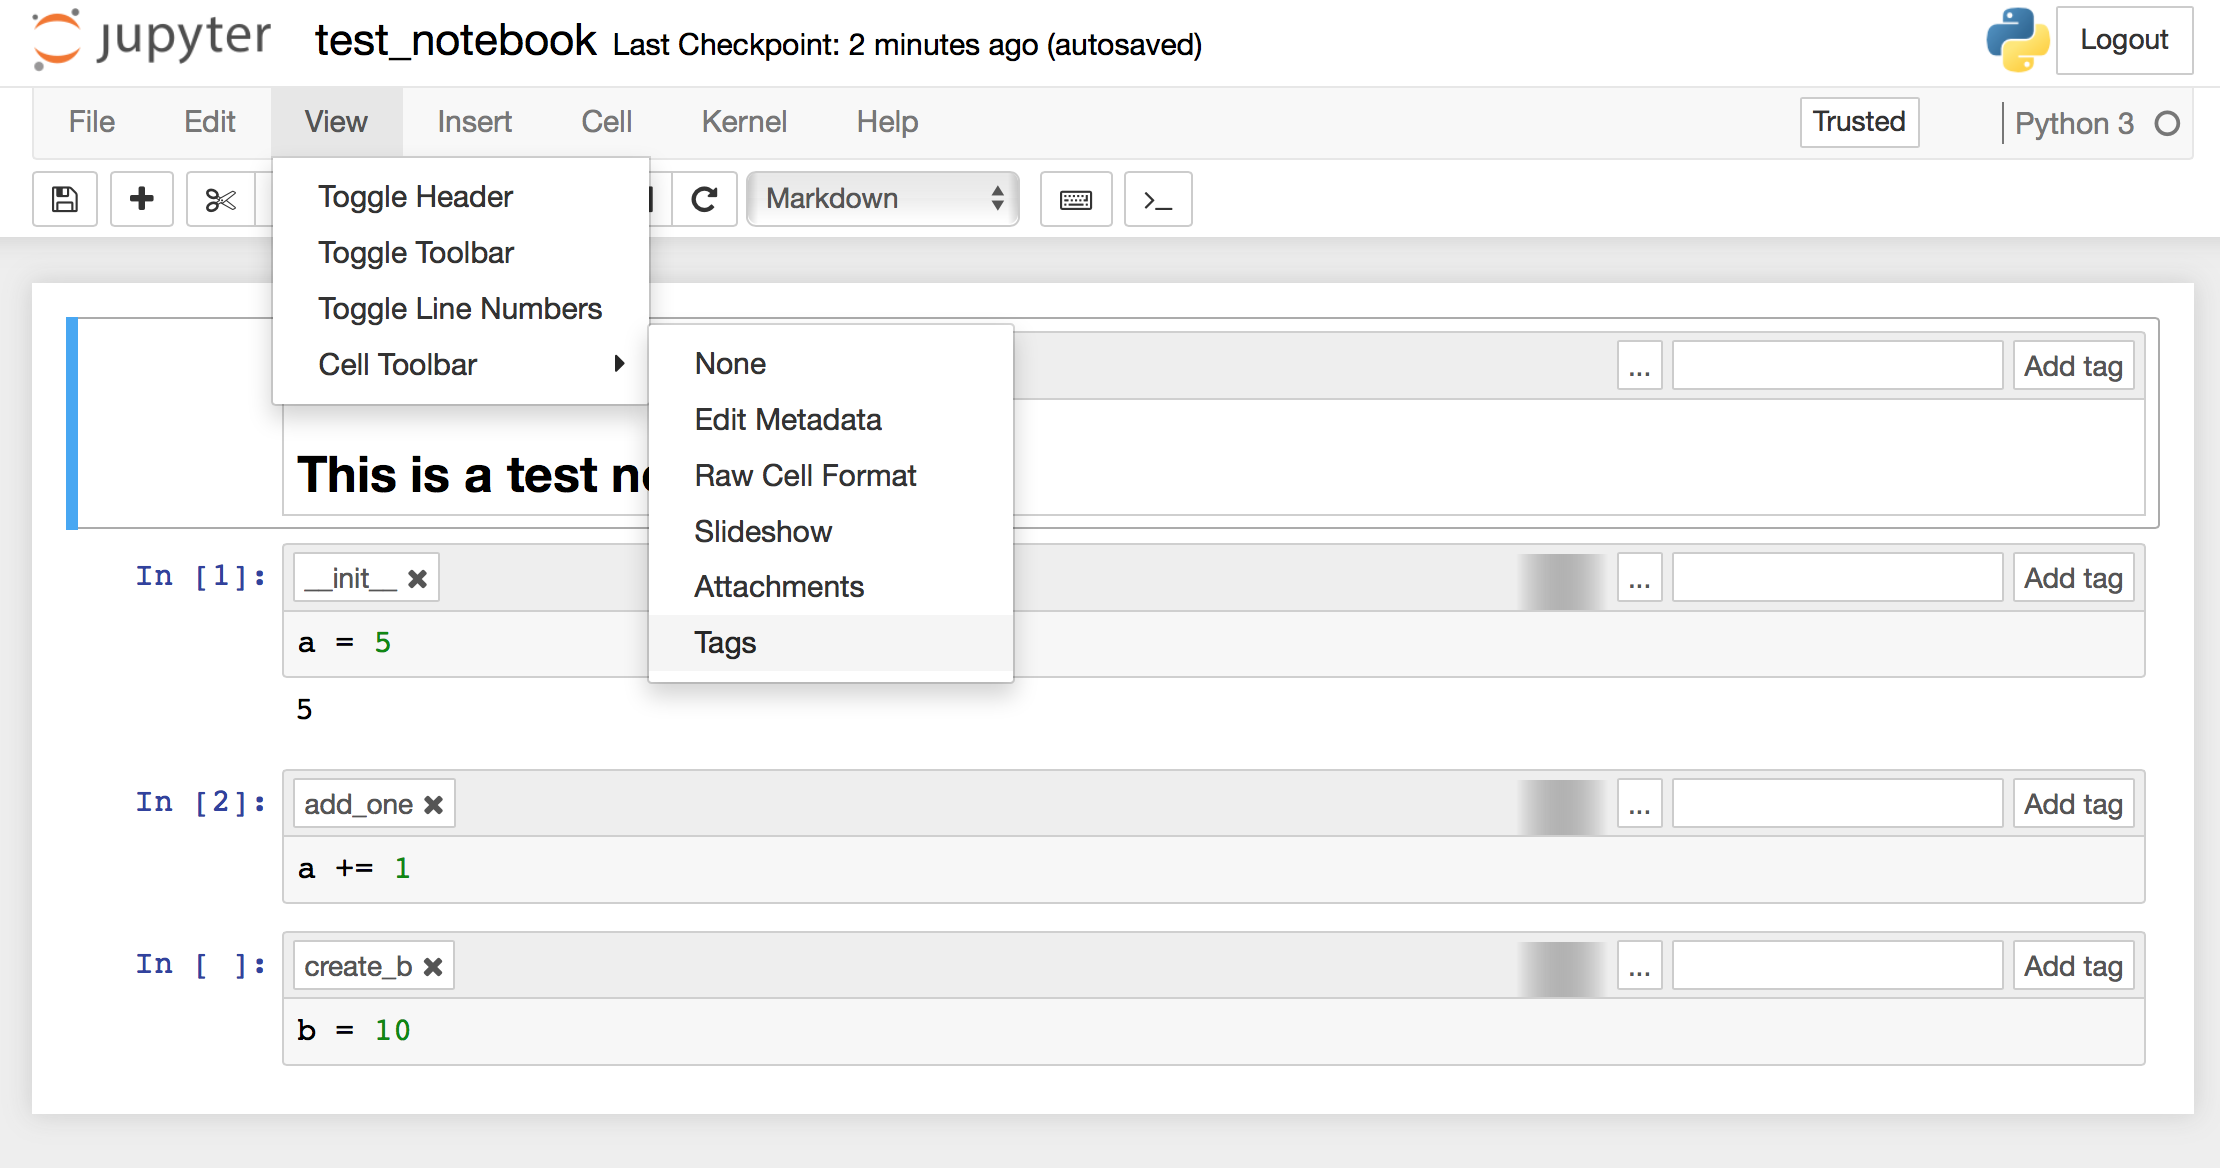 jupyter test_notebook Last Checkpoint: 2 minutes ago (autosaved) Logout
File Edit View Insert Cell Kernel Help Trusted Python 3
Markdown >_
Toggle Header
Toggle Toolbar
Toggle Line Numbers
Cell Toolbar
None
Edit Metadata
Raw Cell Format
Slideshow
Attachments
Tags
... Add tag
This is a test
In [1]: __init__ ... Add tag
a = 5
5
In [2]: add_one ... Add tag
a += 1
In [ ]: create_b ... Add tag
b = 10